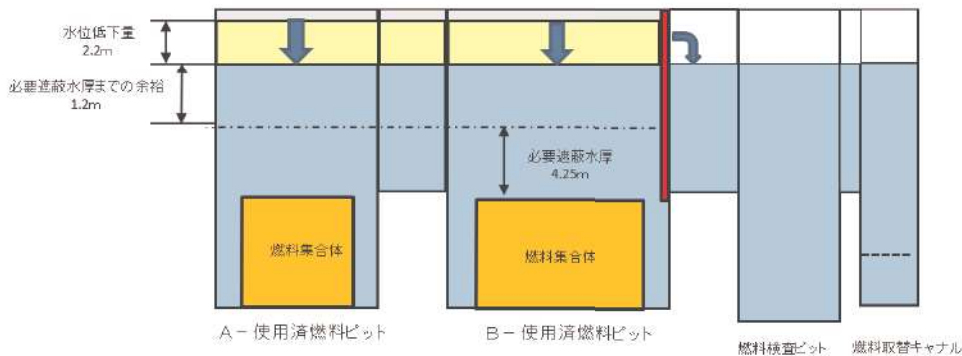 水位低下量
2.2m
必要遮蔽水厚までの余裕
1.2m
必要遮蔽水厚
4.25m
燃料集合体
燃料集合体
A－使用済燃料ピット
B－使用済燃料ピット
燃料検査ピット
燃料取替キャナル